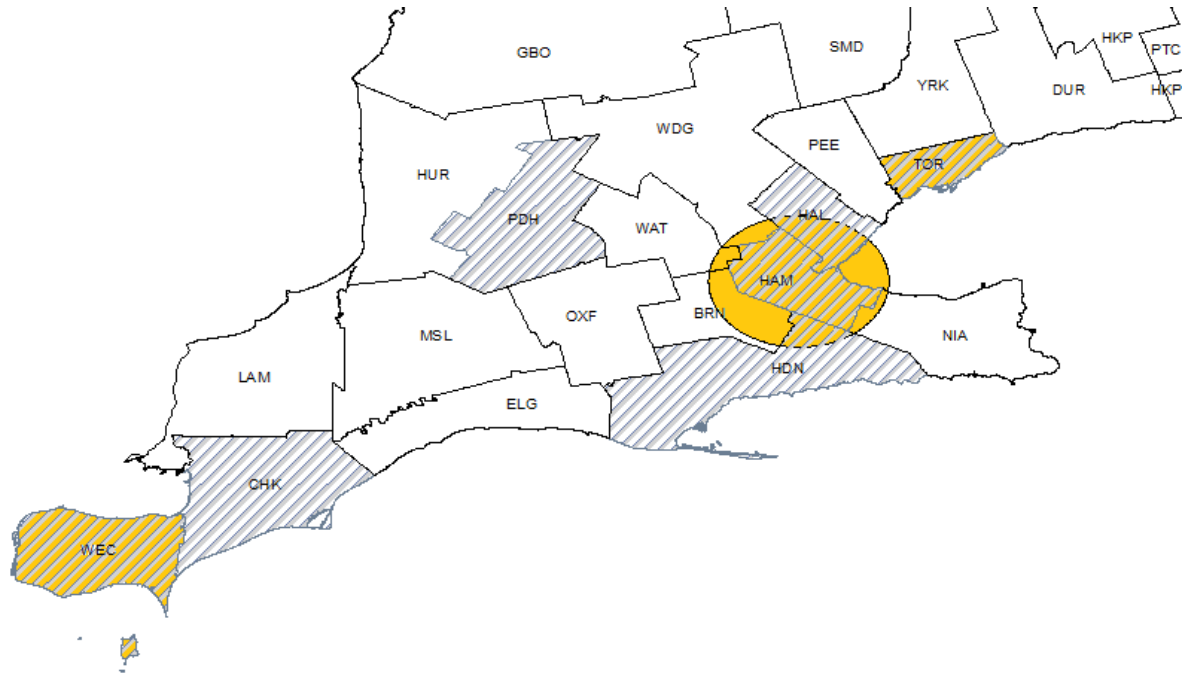 HKP
SMD
PTC
GBO
YRK
DUR
HKP
WDG
PEE
TOR
HUR
PDH
HAL
WAT
HAM
BRN
OXF
MSL
NIA
HDN
LAM
ELG
CHK
WEC